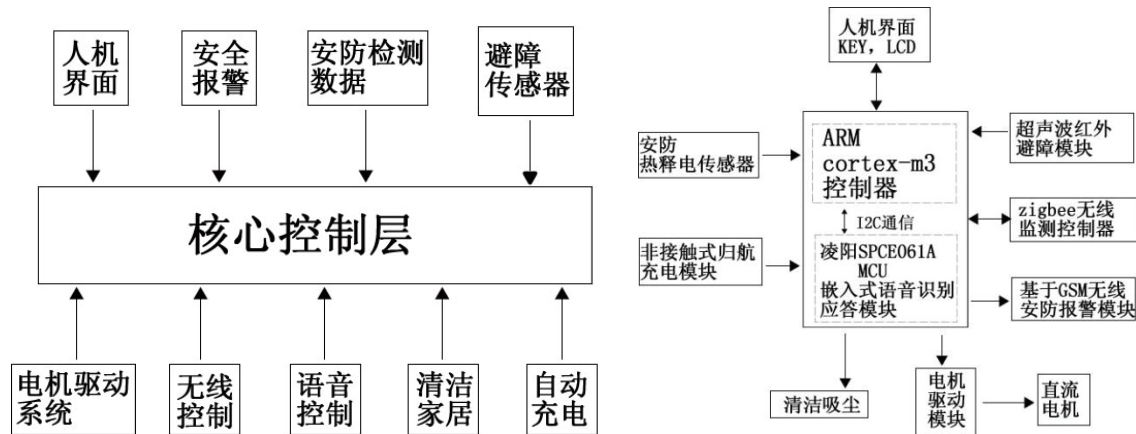 人机
界面
安全
报警
安防检测
数据
避障
传感器
核心控制层
电机驱动
系统
无线
控制
语音
控制
清洁
家居
自动
充电
人机界面
KEY, LCD
安防
热释电传感器
ARM
cortex-m3
控制器
超声波红外
避障模块
I2C通信
zigbee无线
监测控制器
非接触式归航
充电模块
凌阳SPCE061A
MCU
嵌入式语音识别
应答模块
基于GSM无线
安防报警模块
清洁吸尘
电机
驱动
模块
直流
电机